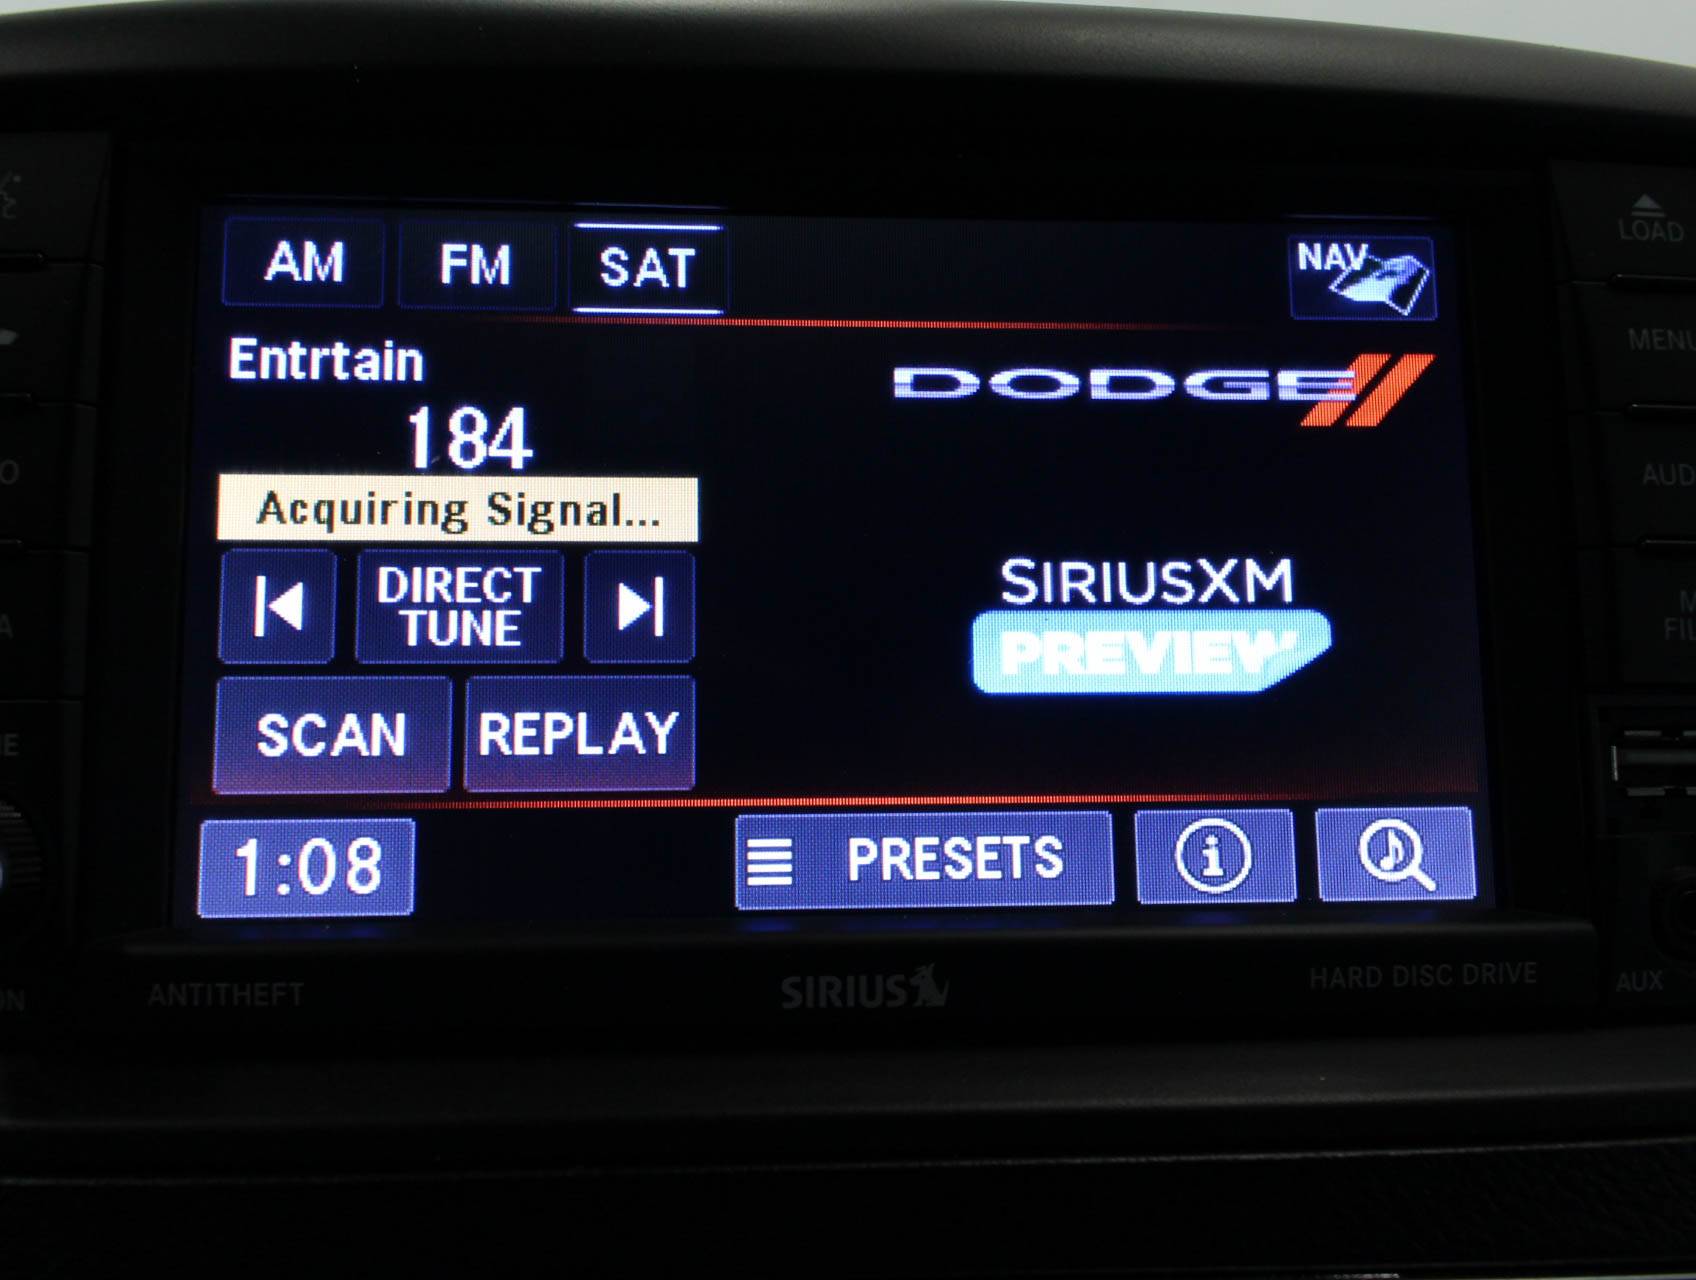 AM FM SAT NAV
Entrtain
DODGE
184
Acquiring Signal...
DIRECT
TUNE
SIRIUSXM
PREVIEW
SCAN REPLAY
1:08 PRESETS
ANTITHEFT SIRIUS HARD DISC DRIVE
LOAD
MENU
AUX